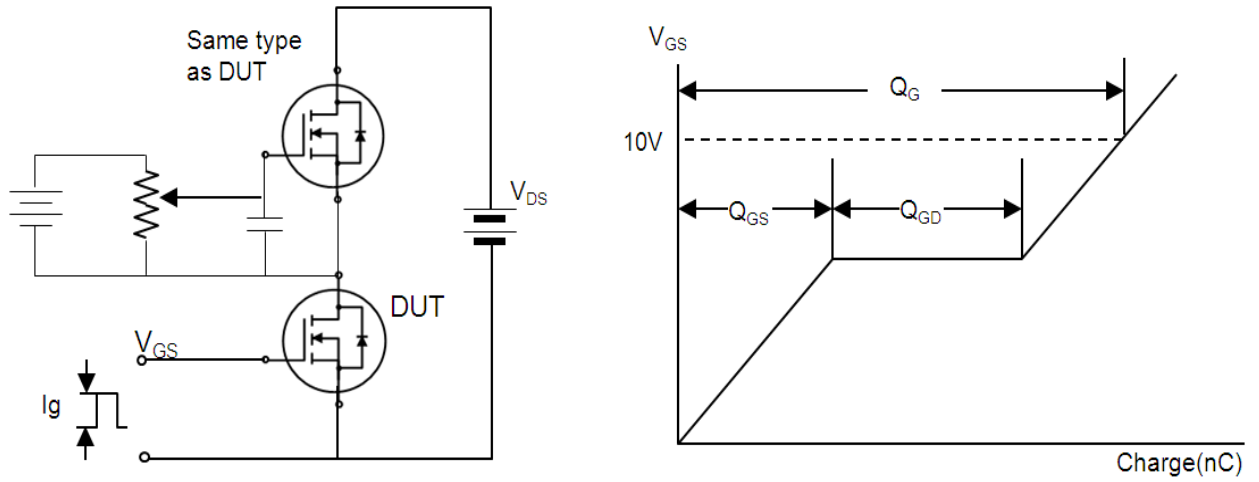 Same type
as DUT
V_DS
DUT
V_GS
Ig
V_GS
Q_G
10V
Q_GS
Q_GD
Charge(nC)